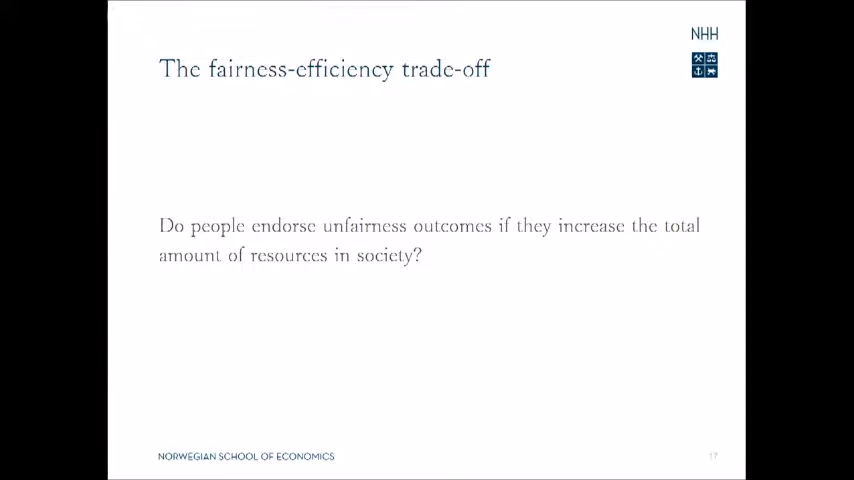 NHH
The fairness-efficiency trade-off
Do people endorse unfairness outcomes if they increase the total
amount of resources in society?
NORWEGIAN SCHOOL OF ECONOMICS
17